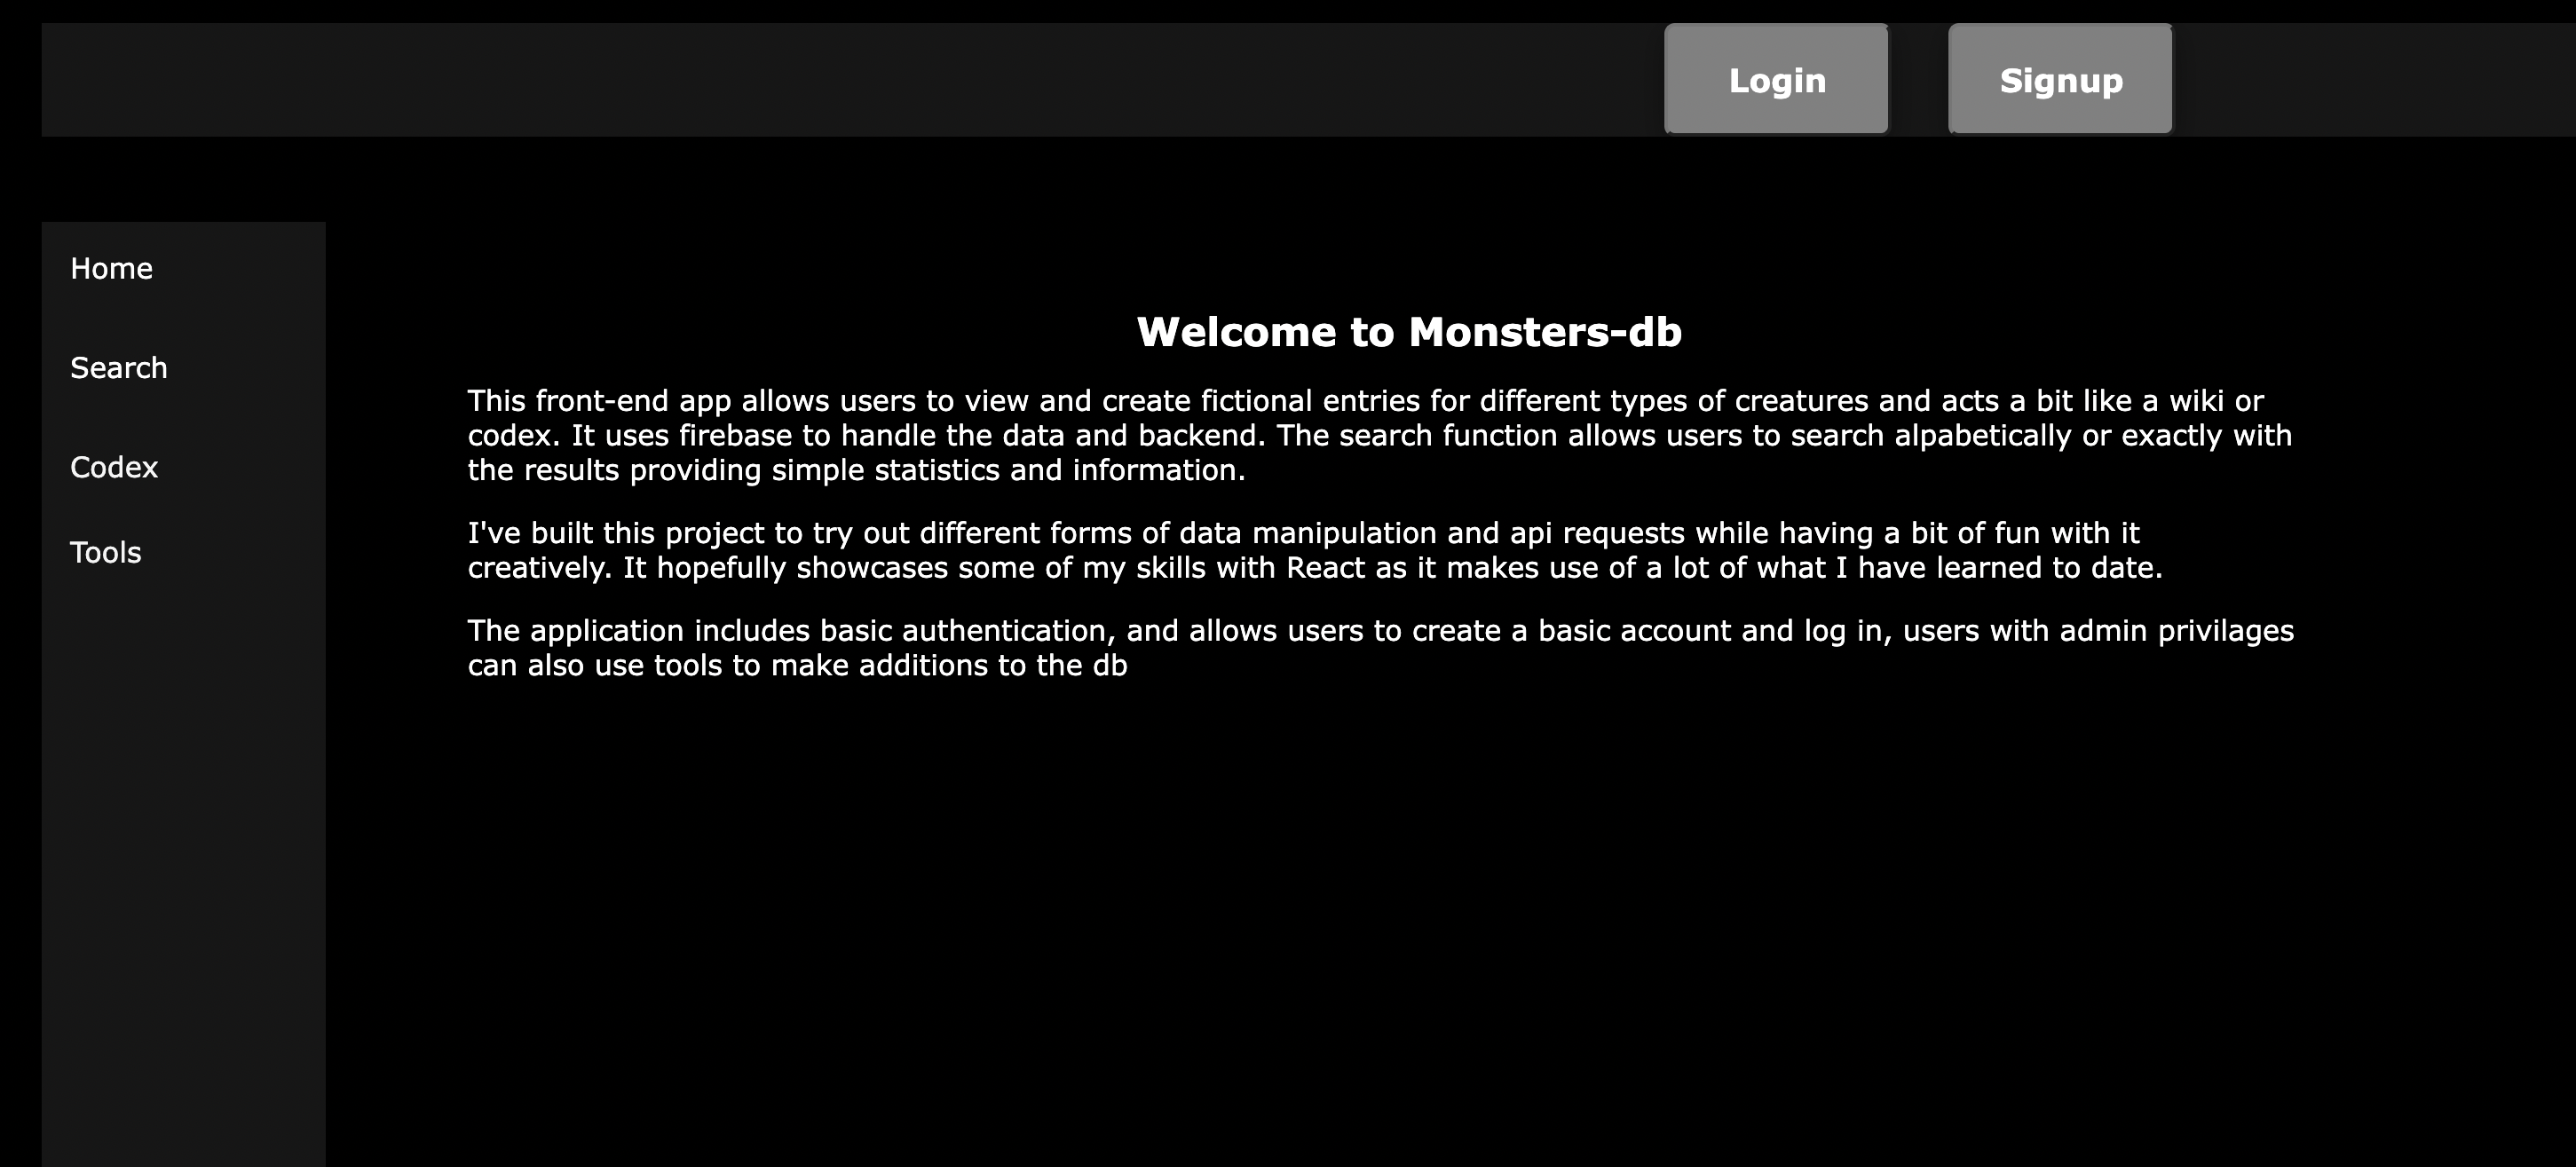 Login
Signup
Home
Search
Codex
Tools
Welcome to Monsters-db
This front-end app allows users to view and create fictional entries for different types of creatures and acts a bit like a wiki or
codex. It uses firebase to handle the data and backend. The search function allows users to search alpabetically or exactly with
the results providing simple statistics and information.
I've built this project to try out different forms of data manipulation and api requests while having a bit of fun with it
creatively. It hopefully showcases some of my skills with React as it makes use of a lot of what I have learned to date.
The application includes basic authentication, and allows users to create a basic account and log in, users with admin privilages
can also use tools to make additions to the db